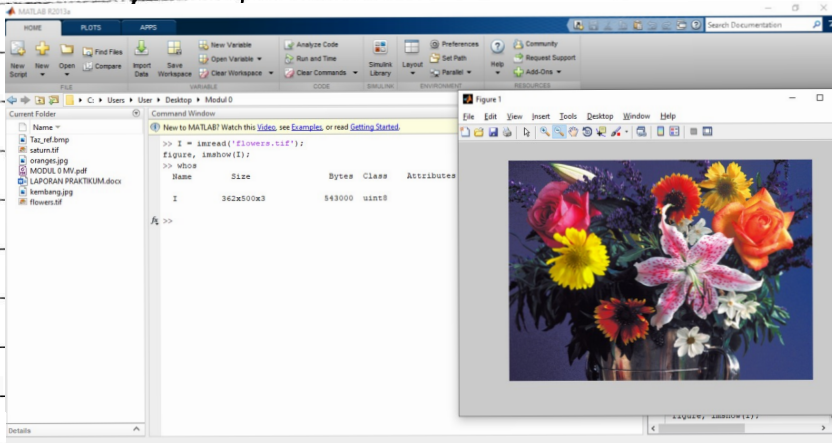 MATLAB R2013a
HOME PLOTS APPS
Search Documentation
New Script
New
Open
Find Files
Compare
Import Data
Save Workspace
New Variable
Open Variable
Clear Workspace
Analyze Code
Run and Time
Clear Commands
Simulink Library
Layout
Preferences
Set Path
Parallel
Help
Community
Request Support
Add-Ons
FILE VARIABLE CODE SIMULINK ENVIRONMENT RESOURCES
C: Users User Desktop Modul 0
Current Folder
Name
Taz_ref.bmp
saturn.tif
oranges.jpg
MODUL 0 MV.pdf
LAPORAN PRAKTIKUM.docx
kembang.jpg
flowers.tif
Details
Command Window
New to MATLAB? Watch this Video, see Examples, or read Getting Started.
>> I = imread('flowers.tif');
figure, imshow(I);
>> whos
Name Size Bytes Class Attributes
I 362x500x3 543000 uint8
fx >>
Figure 1
File Edit View Insert Tools Desktop Window Help
figure, imshow(I);